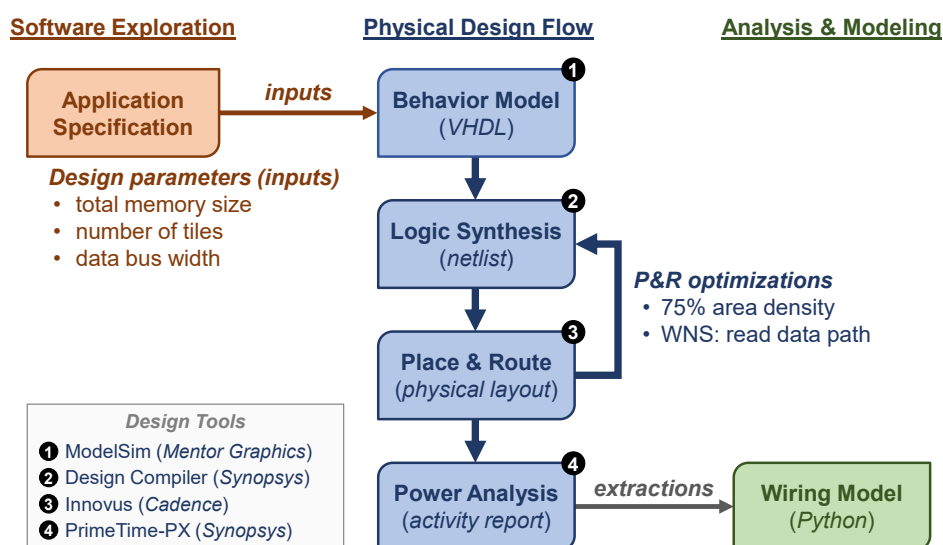 Software Exploration
Physical Design Flow
Analysis & Modeling
Application
Specification
inputs
1
Behavior Model
(VHDL)
Design parameters (inputs)
• total memory size
• number of tiles
• data bus width
2
Logic Synthesis
(netlist)
P&R optimizations
• 75% area density
• WNS: read data path
3
Place & Route
(physical layout)
Design Tools
1 ModelSim (Mentor Graphics)
2 Design Compiler (Synopsys)
3 Innovus (Cadence)
4 PrimeTime-PX (Synopsys)
4
Power Analysis
(activity report)
extractions
Wiring Model
(Python)